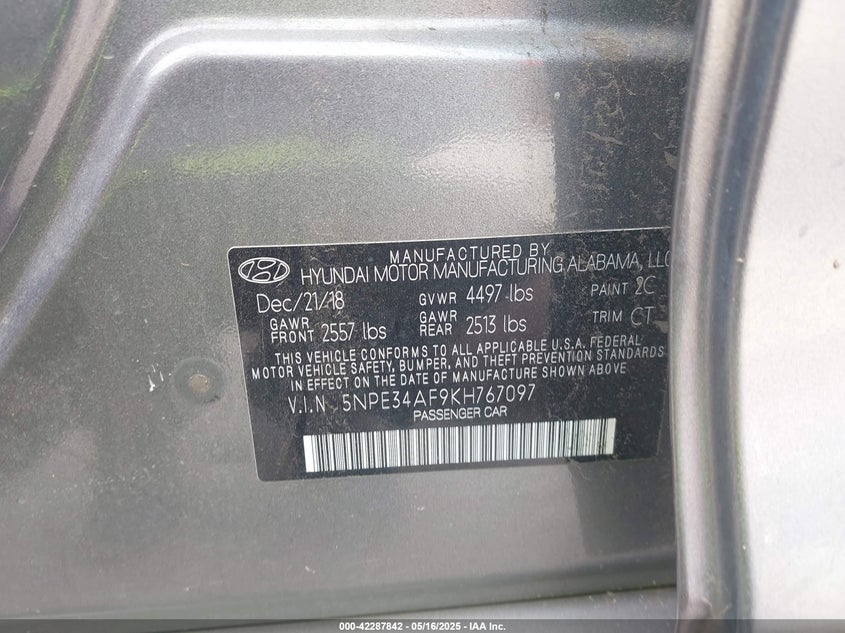 MANUFACTURED BY
HYUNDAI MOTOR MANUFACTURING ALABAMA, LLC
Dec/21/18 GVWR 4497 lbs PAINT 2C
GAWR FRONT 2557 lbs GAWR REAR 2513 lbs TRIM CT
THIS VEHICLE CONFORMS TO ALL APPLICABLE U.S.A. FEDERAL
MOTOR VEHICLE SAFETY, BUMPER, AND THEFT PREVENTION STANDARDS
IN EFFECT ON THE DATE OF MANUFACTURE SHOWN ABOVE
V.I.N 5NPE34AF9KH767097
PASSENGER CAR
000-42287842 - 05/16/2025 - IAA Inc.